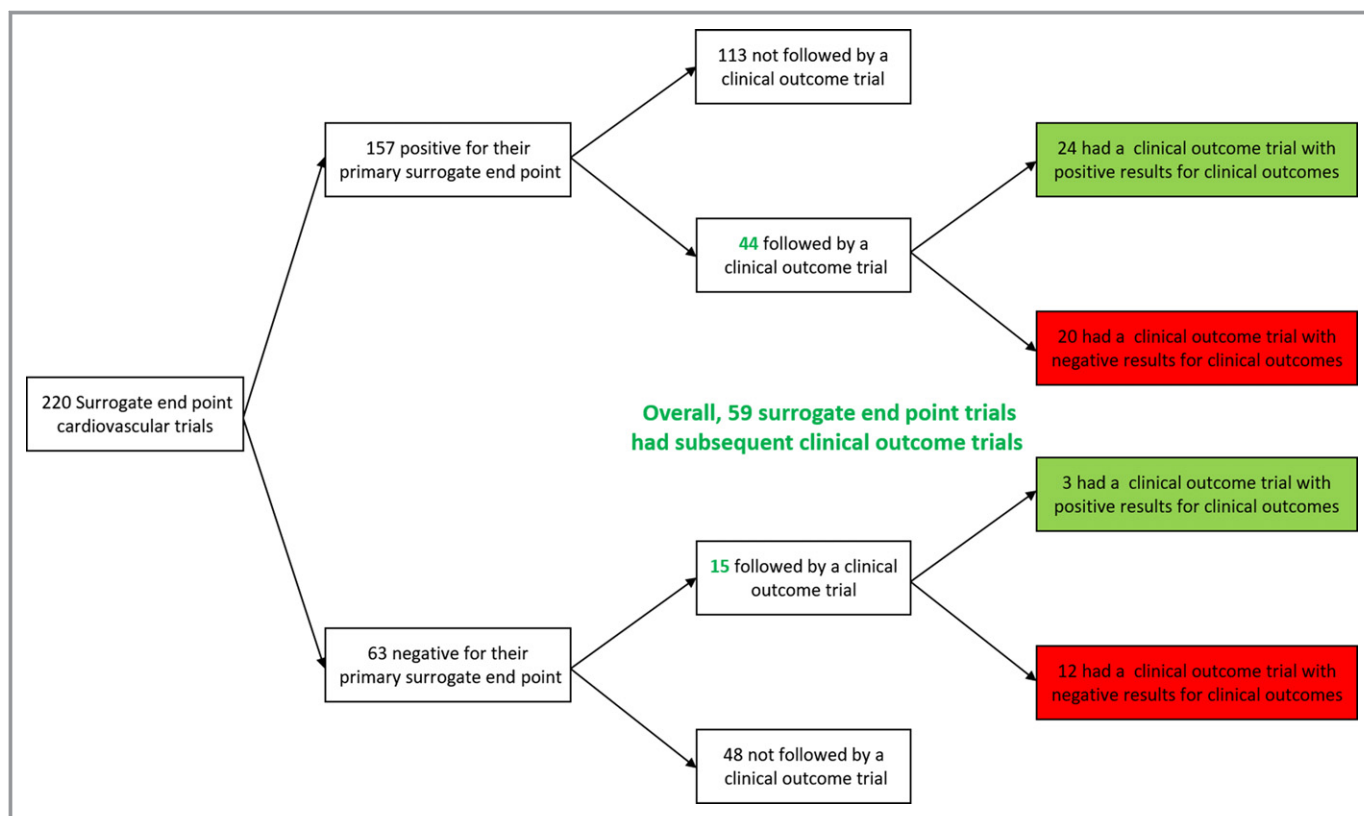 220 Surrogate end point
cardiovascular trials
157 positive for their
primary surrogate end point
63 negative for their
primary surrogate end point
113 not followed by a
clinical outcome trial
44 followed by a
clinical outcome trial
Overall, 59 surrogate end point trials
had subsequent clinical outcome trials
15 followed by a clinical
outcome trial
48 not followed by a
clinical outcome trial
24 had a clinical outcome trial with
positive results for clinical outcomes
20 had a clinical outcome trial with
negative results for clinical outcomes
3 had a clinical outcome trial with
positive results for clinical outcomes
12 had a clinical outcome trial with
negative results for clinical outcomes